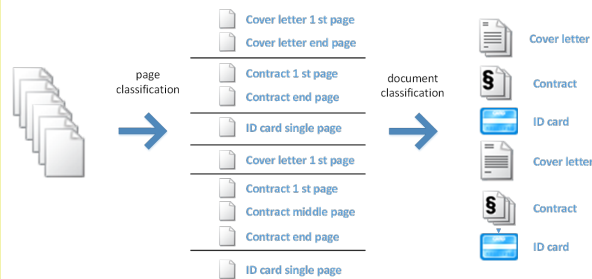 Cover letter 1 st page
Cover letter end page
page
classification
Contract 1 st page
Contract end page
ID card single page
Cover letter 1 st page
Contract 1 st page
Contract middle page
Contract end page
ID card single page
document
classification
Cover letter
§ Contract
ID card
Cover letter
§ Contract
ID card